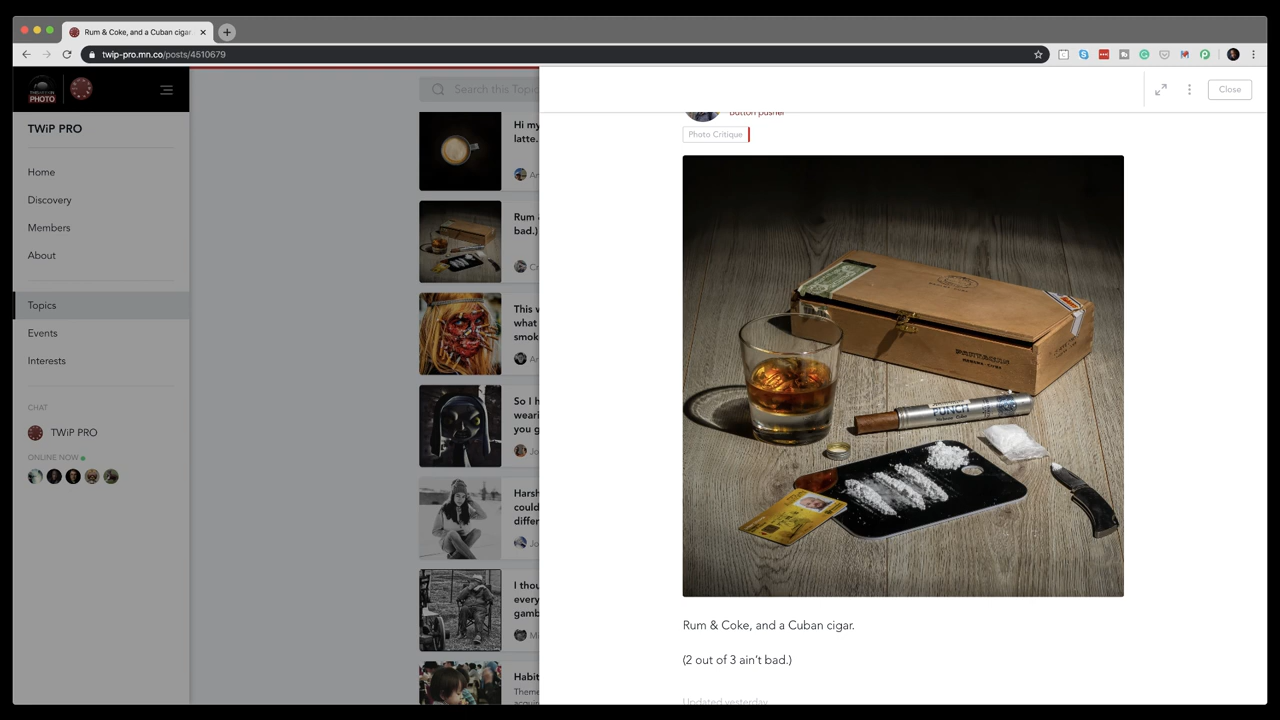 Rum & Coke, and a Cuban cigar
twip-pro.mn.co/posts/4510679
PHOTO
TWiP PRO
Home
Discovery
Members
About
Topics
Events
Interests
CHAT
TWiP PRO
ONLINE NOW
Search this Topic
Hi my
latte.
Rum &
bad.)
This w
what
smok
So I h
weari
you g
Harsh
could
differ
I thou
every
gamb
Habit
Theme
Close
Button pusher
Photo Critique
PUNCH
Rum & Coke, and a Cuban cigar.
(2 out of 3 ain't bad.)
Updated yesterday